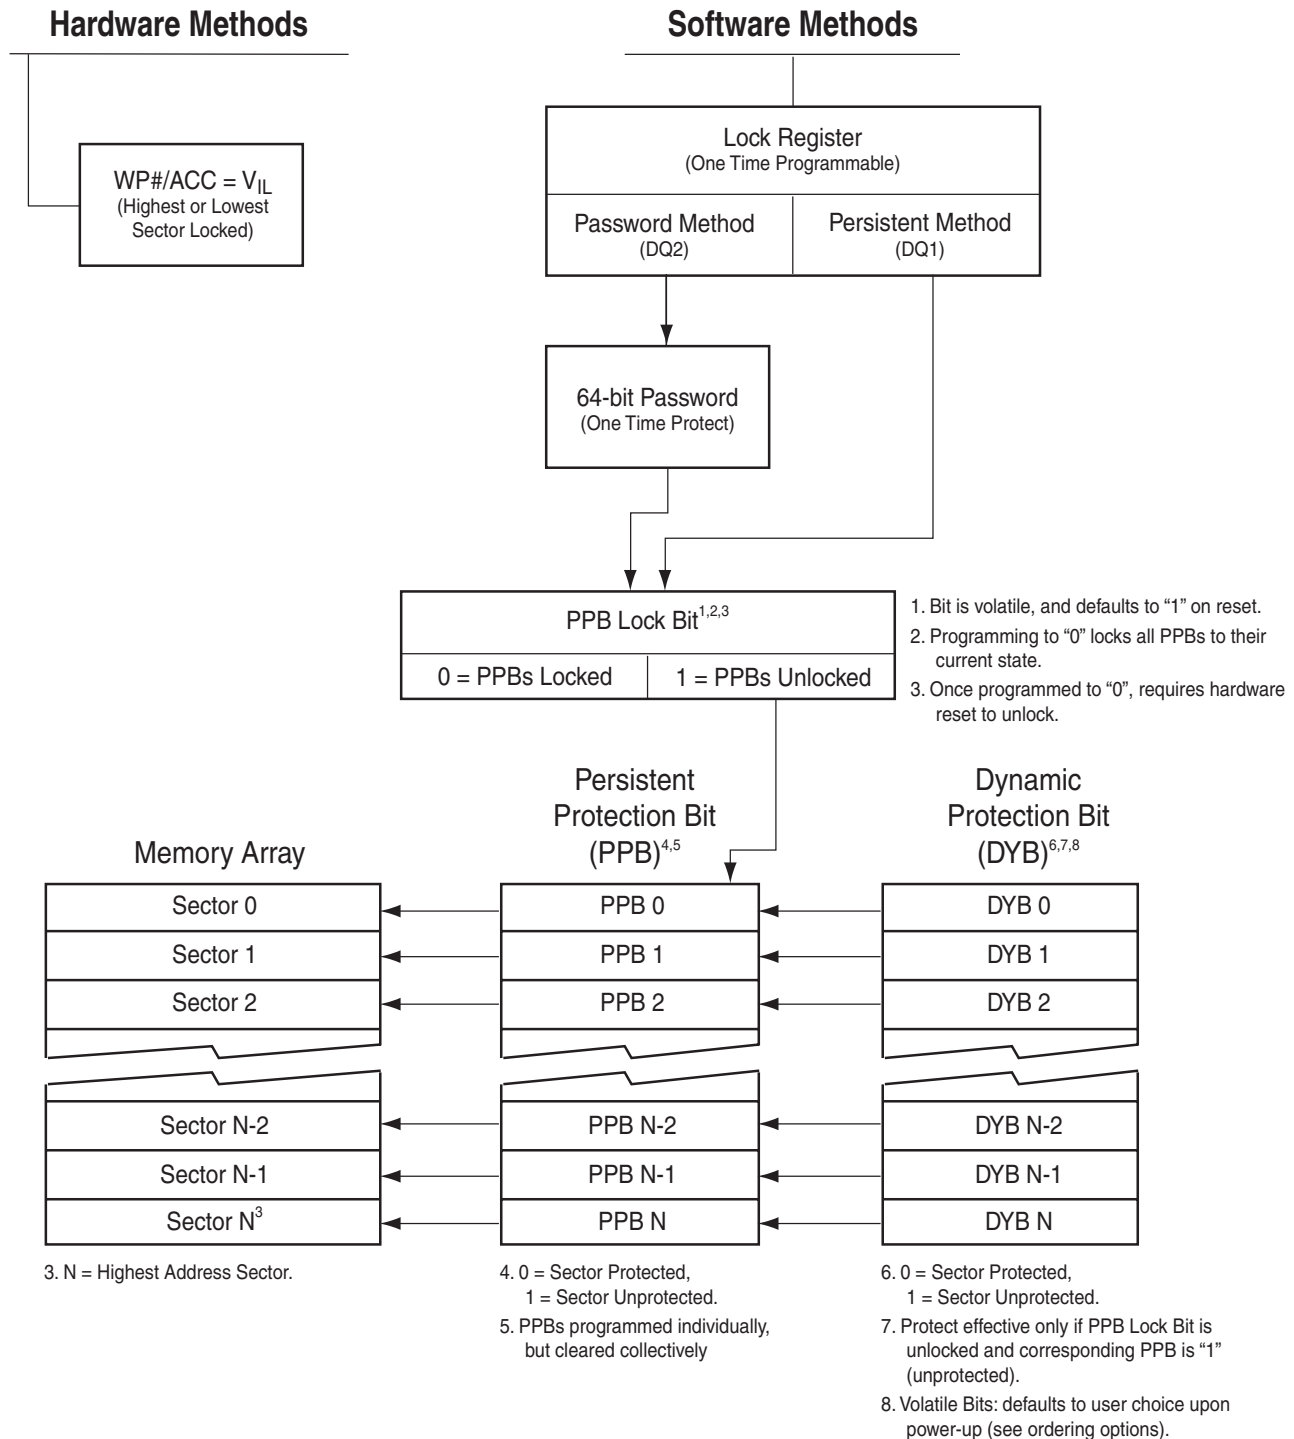 Hardware Methods
Software Methods
WP#/ACC = VIL
(Highest or Lowest
Sector Locked)
Lock Register
(One Time Programmable)
Password Method
(DQ2)
Persistent Method
(DQ1)
64-bit Password
(One Time Protect)
PPB Lock Bit1,2,3
0 = PPBs Locked
1 = PPBs Unlocked
1. Bit is volatile, and defaults to “1” on reset.
2. Programming to “0” locks all PPBs to their
current state.
3. Once programmed to “0”, requires hardware
reset to unlock.
Memory Array
Persistent
Protection Bit
(PPB)4,5
Dynamic
Protection Bit
(DYB)6,7,8
Sector 0
PPB 0
DYB 0
Sector 1
PPB 1
DYB 1
Sector 2
PPB 2
DYB 2
Sector N-2
PPB N-2
DYB N-2
Sector N-1
PPB N-1
DYB N-1
Sector N3
PPB N
DYB N
3. N = Highest Address Sector.
4. 0 = Sector Protected,
1 = Sector Unprotected.
5. PPBs programmed individually,
but cleared collectively
6. 0 = Sector Protected,
1 = Sector Unprotected.
7. Protect effective only if PPB Lock Bit is
unlocked and corresponding PPB is “1”
(unprotected).
8. Volatile Bits: defaults to user choice upon
power-up (see ordering options).